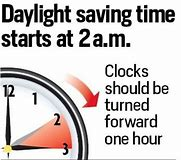 Daylight saving time
starts at 2 a.m.
Clocks
should be
turned
forward
one hour
12
1
2
3